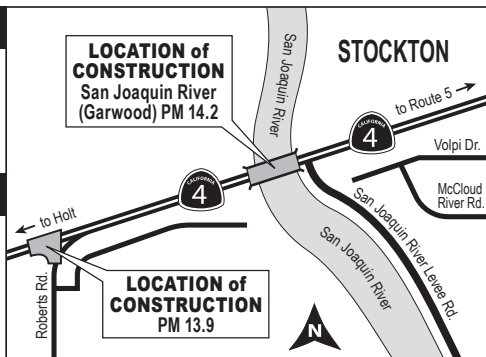 LOCATION of
CONSTRUCTION
San Joaquin River
(Garwood) PM 14.2
San Joaquin River
STOCKTON
to Route 5
CALIFORNIA
4
Volpi Dr.
McCloud
River Rd.
CALIFORNIA
4
to Holt
San Joaquin River Levee Rd.
San Joaquin River
Roberts Rd.
LOCATION of
CONSTRUCTION
PM 13.9
N